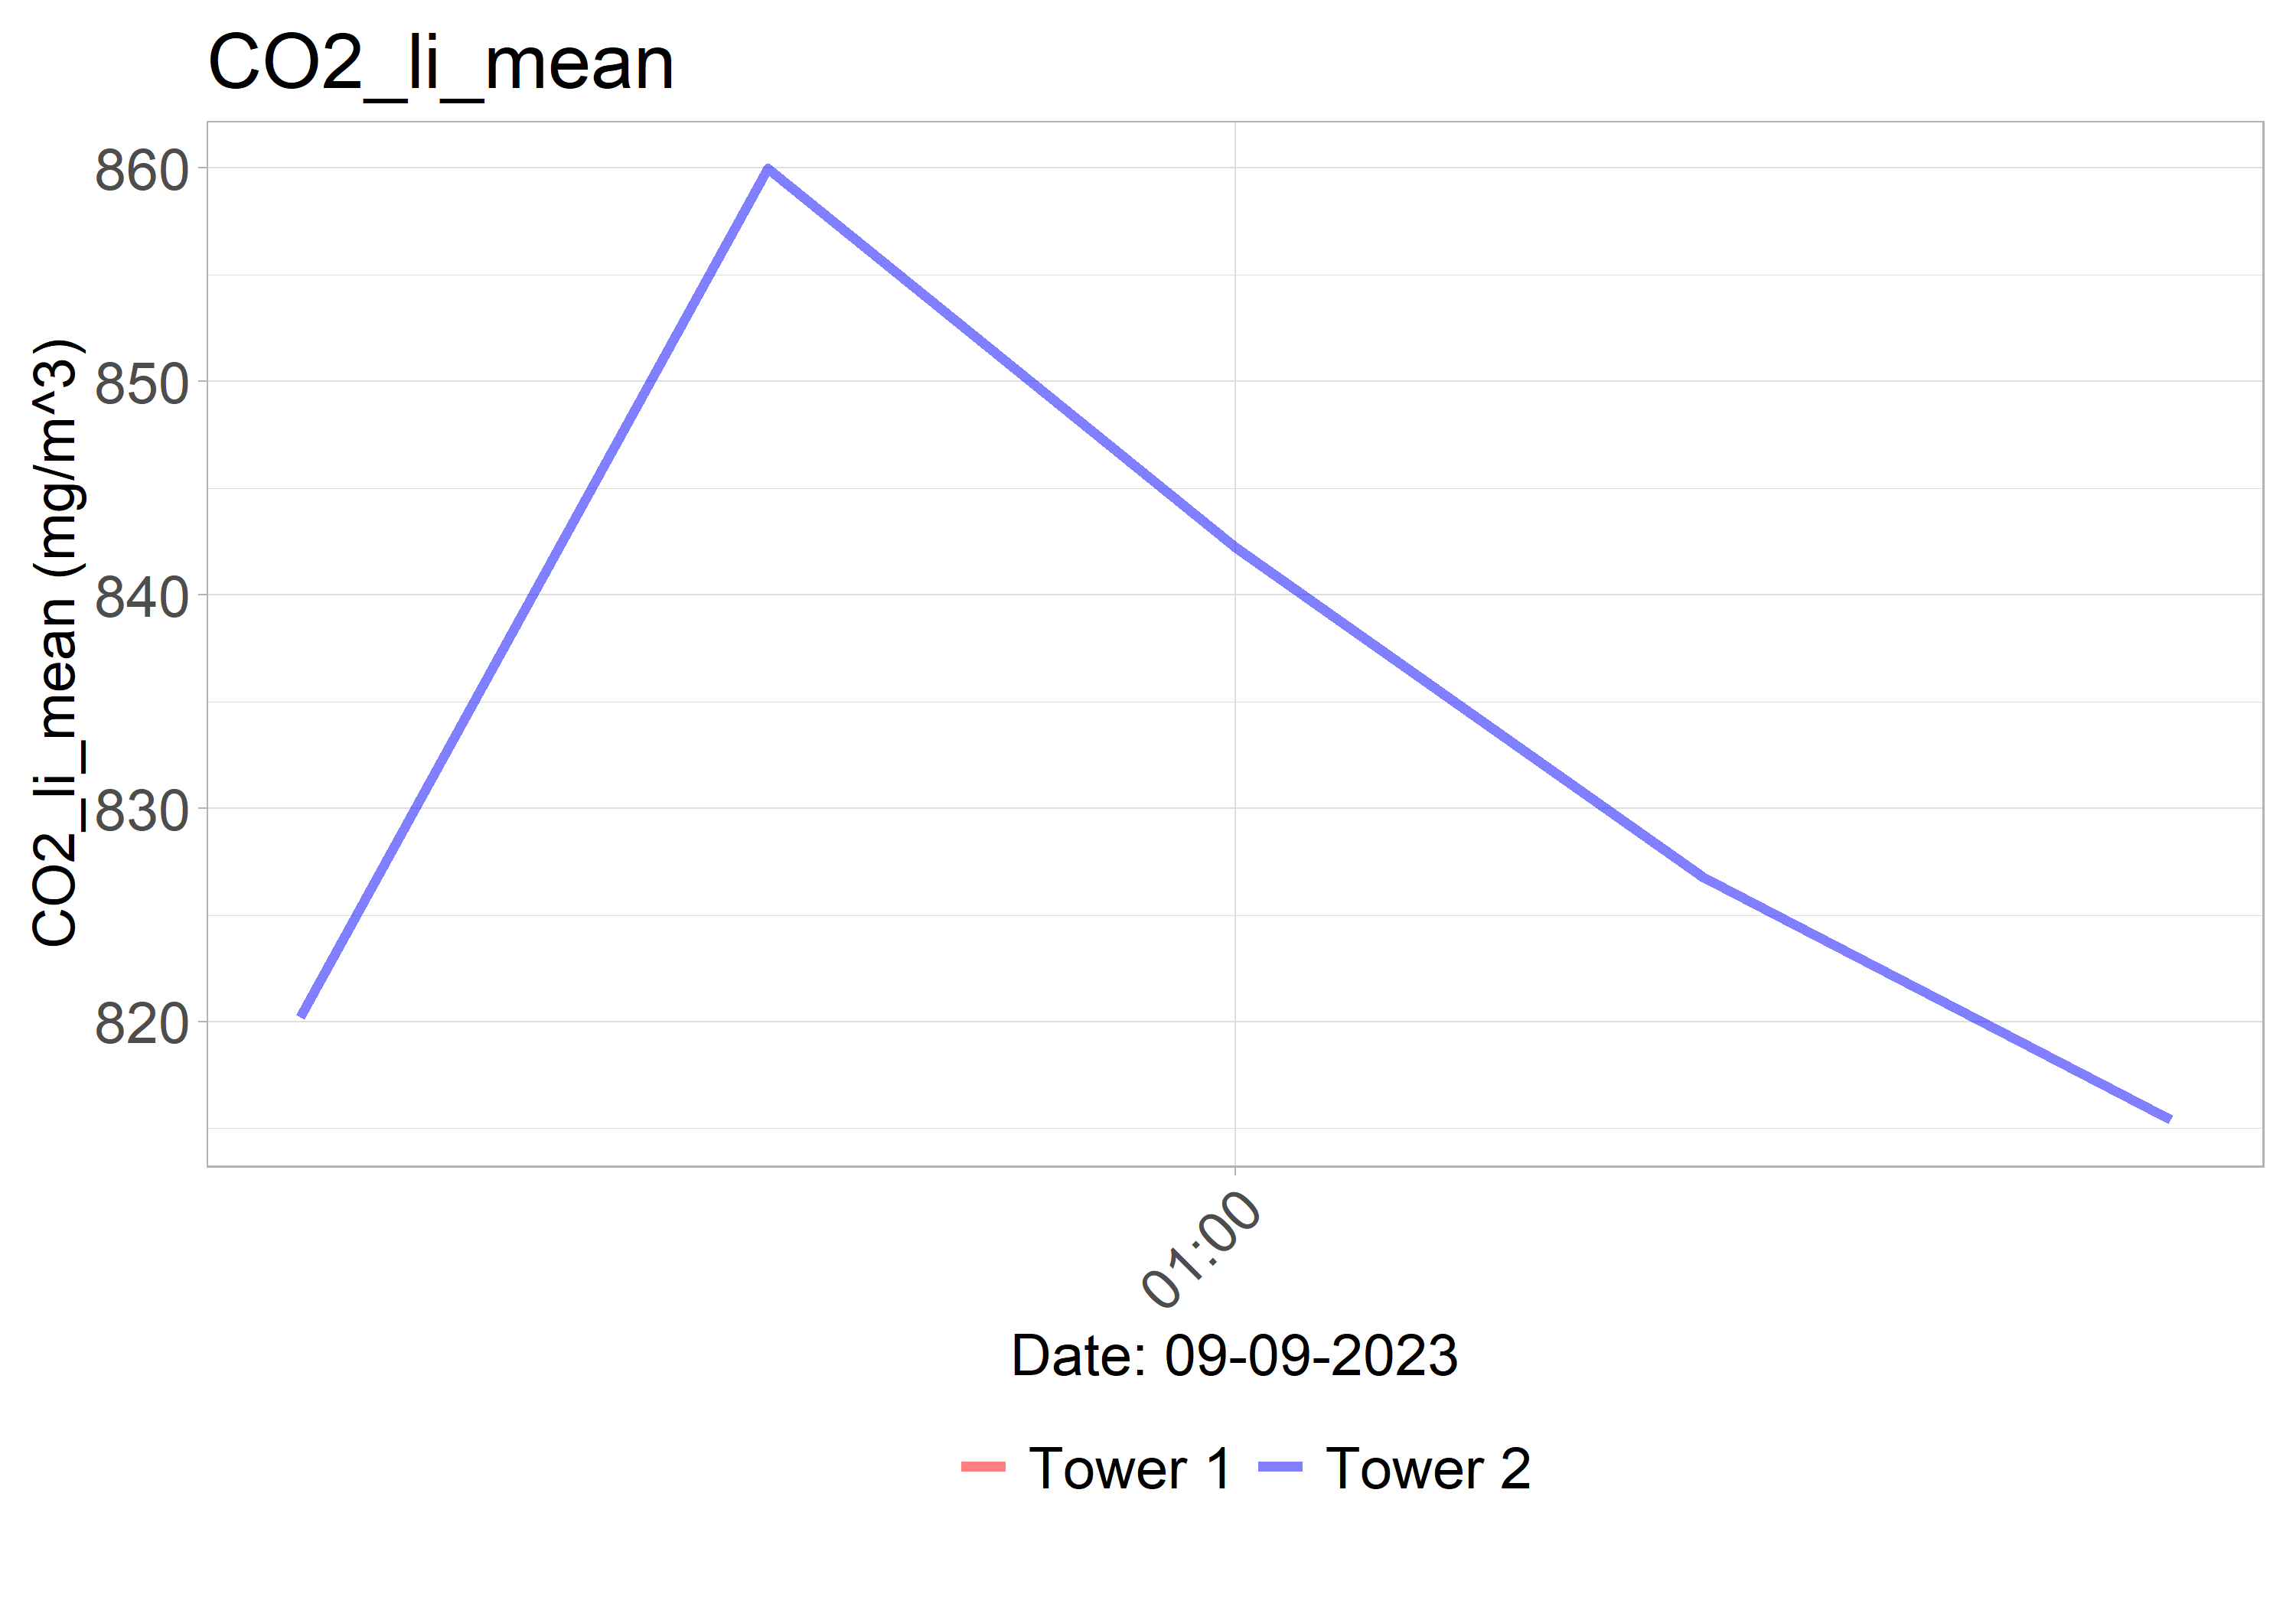 CO2_li_mean
CO2_li_mean (mg/m^3)
860
850
840
830
820
01:00
Date: 09-09-2023
Tower 1 Tower 2